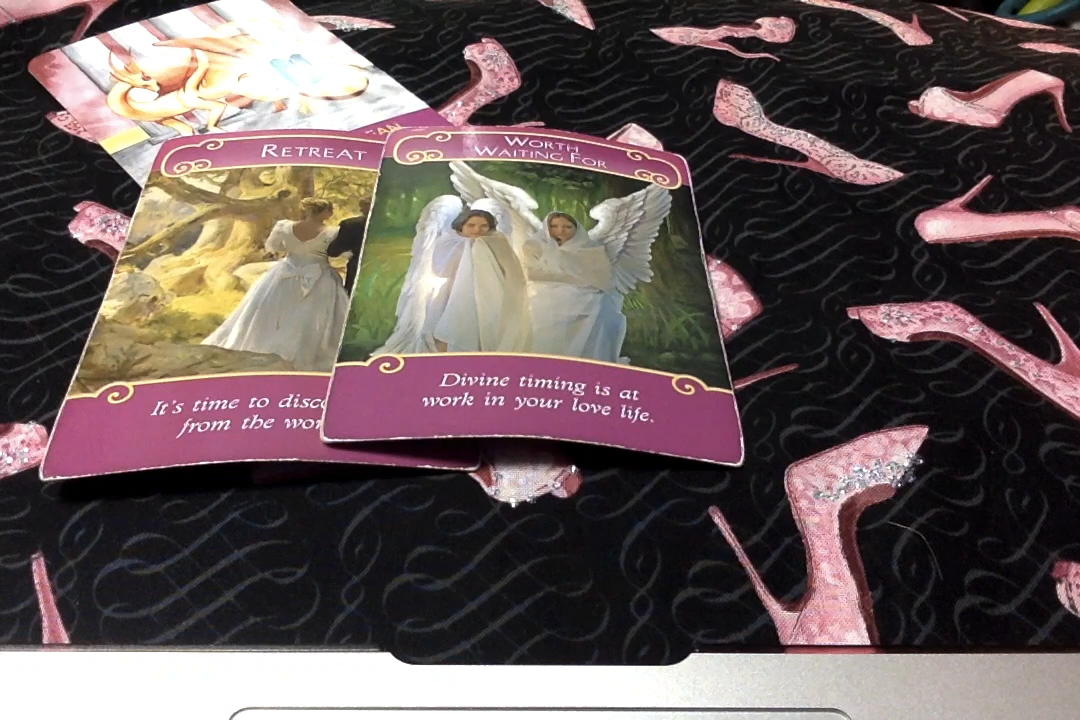 RETREAT
It's time to disc
from the wor
WORTH
WAITING FOR
Divine timing is at
work in your love life.